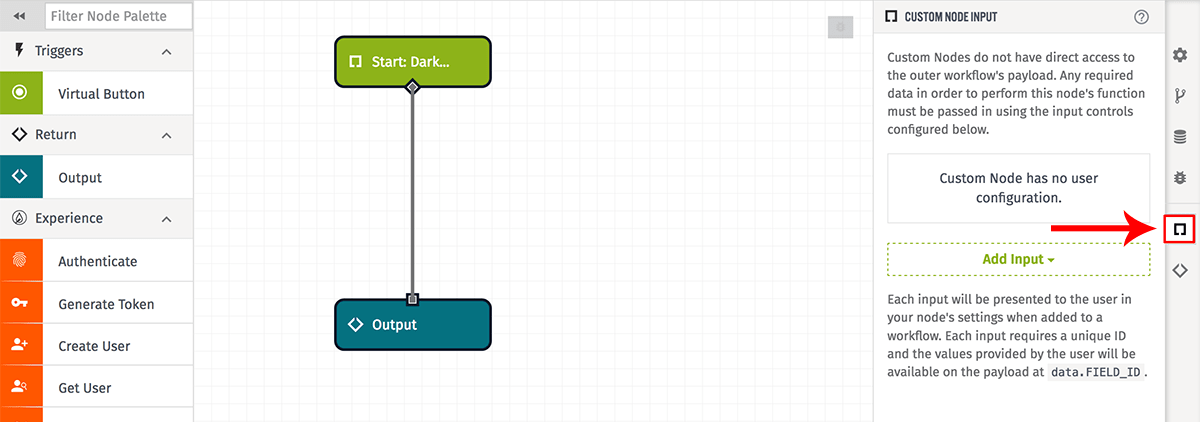 Filter Node Palette
Triggers
Virtual Button
Return
Output
Experience
Authenticate
Generate Token
Create User
Get User
Start: Dark...
Output
CUSTOM NODE INPUT
Custom Nodes do not have direct access to
the outer workflow's payload. Any required
data in order to perform this node's function
must be passed in using the input controls
configured below.
Custom Node has no user
configuration.
Add Input
Each input will be presented to the user in
your node's settings when added to a
workflow. Each input requires a unique ID
and the values provided by the user will be
available on the payload at data.FIELD_ID.